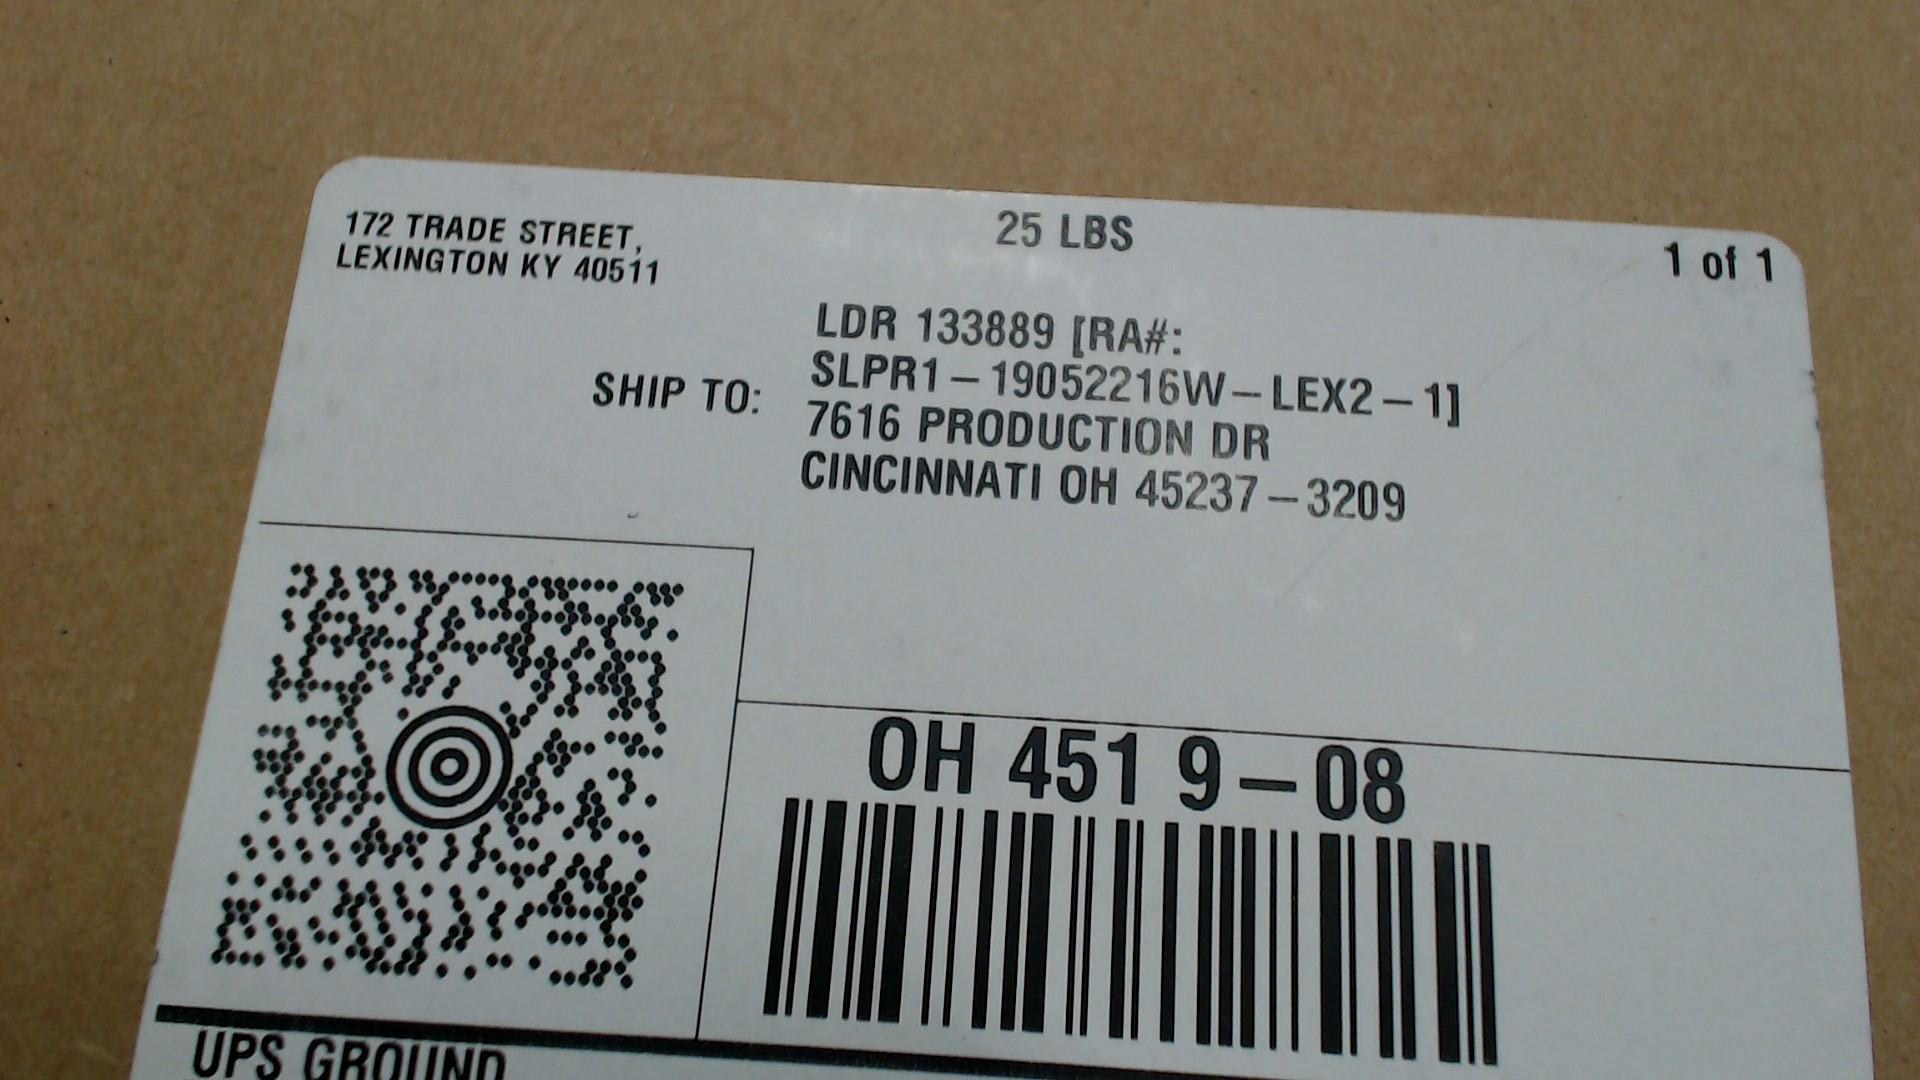 172 TRADE STREET,
LEXINGTON KY 40511
25 LBS
1 of 1
SHIP TO:
LDR 133889 [RA#:
SLPR1-19052216W-LEX2-1]
7616 PRODUCTION DR
CINCINNATI OH 45237-3209
OH 451 9-08
UPS GROUND